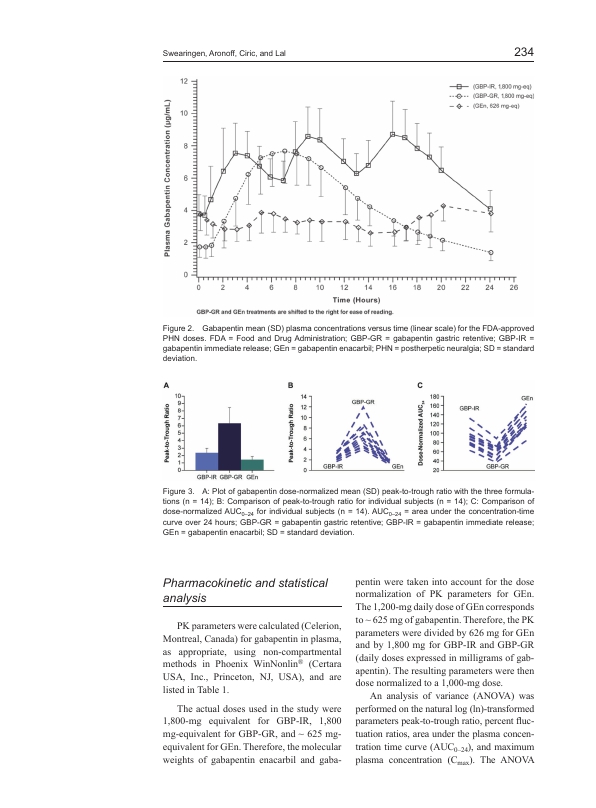 Swearingen, Aronoff, Ciric, and Lal 234
12
10
8
6
4
2
0
Plasma Gabapentin Concentration (µg/mL)
(GBP-IR, 1,800 mg-eq)
(GBP-GR, 1,800 mg-eq)
(GEn, 626 mg-eq)
0 2 4 6 8 10 12 14 16 18 20 22 24 26
Time (Hours)
GBP-GR and GEn treatments are shifted to the right for ease of reading.
Figure 2. Gabapentin mean (SD) plasma concentrations versus time (linear scale) for the FDA-approved
PHN doses. FDA = Food and Drug Administration; GBP-GR = gabapentin gastric retentive; GBP-IR =
gabapentin immediate release; GEn = gabapentin enacarbil; PHN = postherpetic neuralgia; SD = standard
deviation.
A
10
9
8
7
6
5
4
3
2
1
0
Peak-to-Trough Ratio
GBP-IR GBP-GR GEn
B
14
12
10
8
6
4
2
0
Peak-to-Trough Ratio
GBP-GR
GBP-IR
GEn
C
180
160
140
120
100
80
60
40
20
Dose-Normalized AUC24
GBP-IR
GEn
GBP-GR
Figure 3. A: Plot of gabapentin dose-normalized mean (SD) peak-to-trough ratio with the three formula-
tions (n = 14); B: Comparison of peak-to-trough ratio for individual subjects (n = 14); C: Comparison of
dose-normalized AUC0–24 for individual subjects (n = 14). AUC0–24 = area under the concentration-time
curve over 24 hours; GBP-GR = gabapentin gastric retentive; GBP-IR = gabapentin immediate release;
GEn = gabapentin enacarbil; SD = standard deviation.
Pharmacokinetic and statistical
analysis
PK parameters were calculated (Celerion,
Montreal, Canada) for gabapentin in plasma,
as appropriate, using non-compartmental
methods in Phoenix WinNonlin® (Certara
USA, Inc., Princeton, NJ, USA), and are
listed in Table 1.
The actual doses used in the study were
1,800-mg equivalent for GBP-IR, 1,800
mg-equivalent for GBP-GR, and ~ 625 mg-
equivalent for GEn. Therefore, the molecular
weights of gabapentin enacarbil and gaba-
pentin were taken into account for the dose
normalization of PK parameters for GEn.
The 1,200-mg daily dose of GEn corresponds
to ~ 625 mg of gabapentin. Therefore, the PK
parameters were divided by 626 mg for GEn
and by 1,800 mg for GBP-IR and GBP-GR
(daily doses expressed in milligrams of gab-
apentin). The resulting parameters were then
dose normalized to a 1,000-mg dose.
An analysis of variance (ANOVA) was
performed on the natural log (ln)-transformed
parameters peak-to-trough ratio, percent fluc-
tuation ratios, area under the plasma concen-
tration time curve (AUC0–24), and maximum
plasma concentration (Cmax). The ANOVA